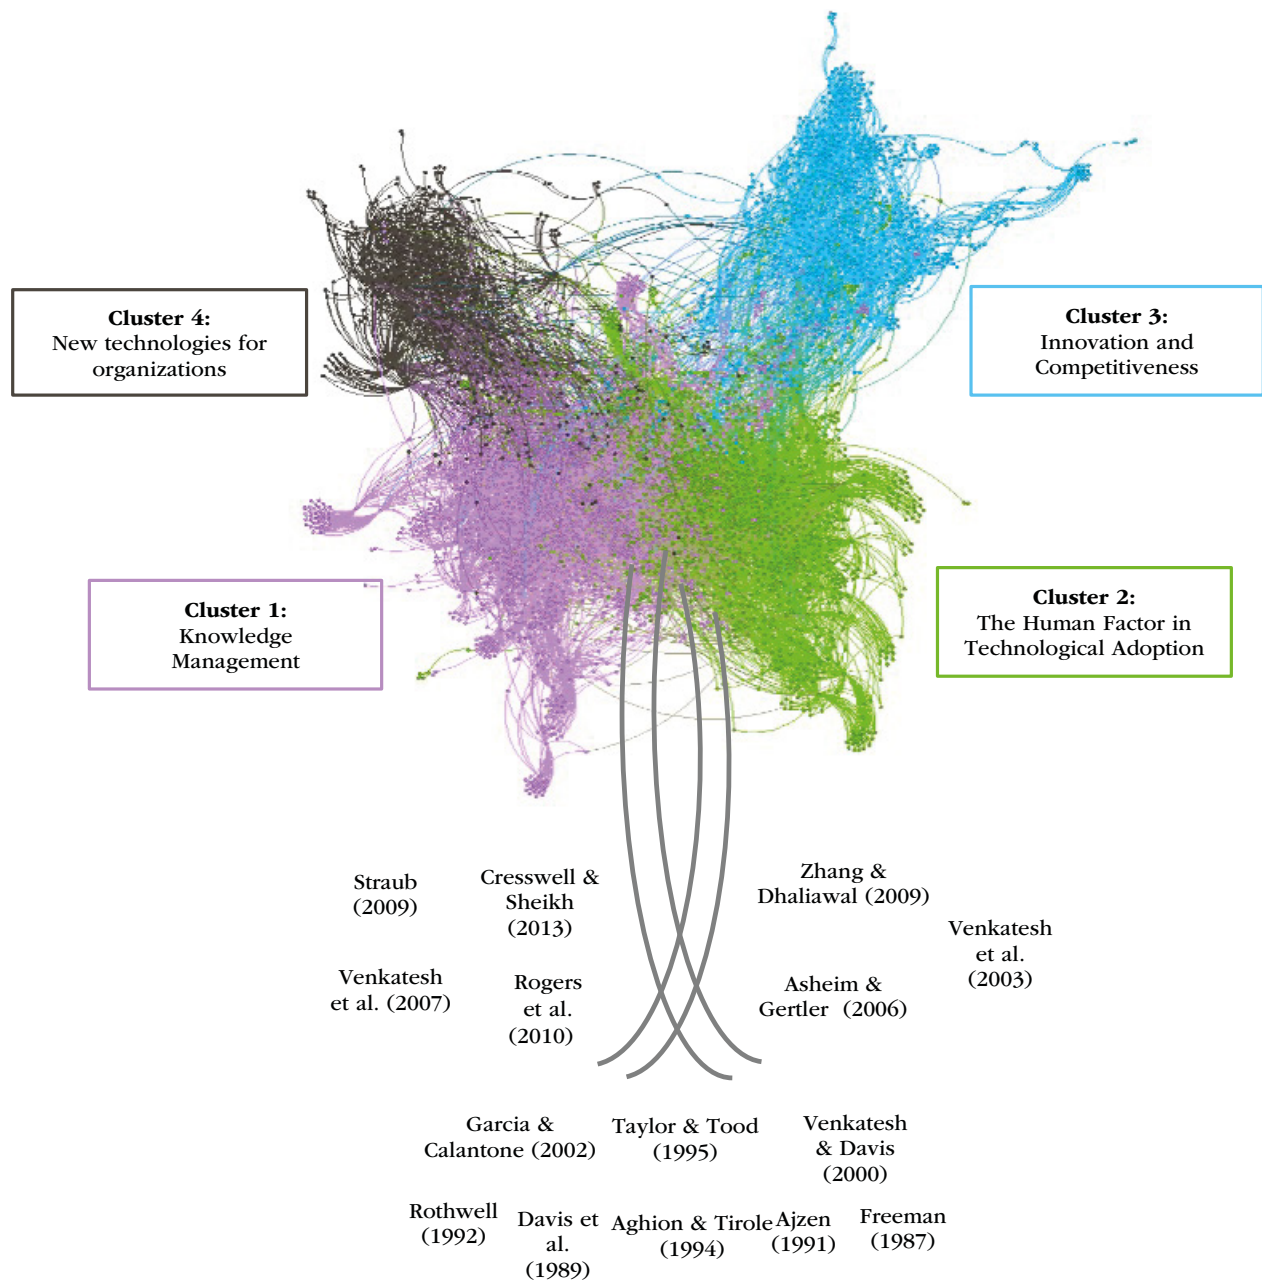 Cluster 4:
New technologies for
organizations
Cluster 3:
Innovation and
Competitiveness
Cluster 1:
Knowledge
Management
Cluster 2:
The Human Factor in
Technological Adoption
Straub
(2009)
Cresswell &
Sheikh
(2013)
Zhang &
Dhaliawal (2009)
Venkatesh
et al.
(2003)
Venkatesh
et al. (2007)
Rogers
et al.
(2010)
Asheim &
Gertler (2006)
Garcia &
Calantone (2002)
Taylor & Tood
(1995)
Venkatesh
& Davis
(2000)
Rothwell
(1992)
Davis et
al.
(1989)
Aghion & Tirole
(1994)
Ajzen
(1991)
Freeman
(1987)